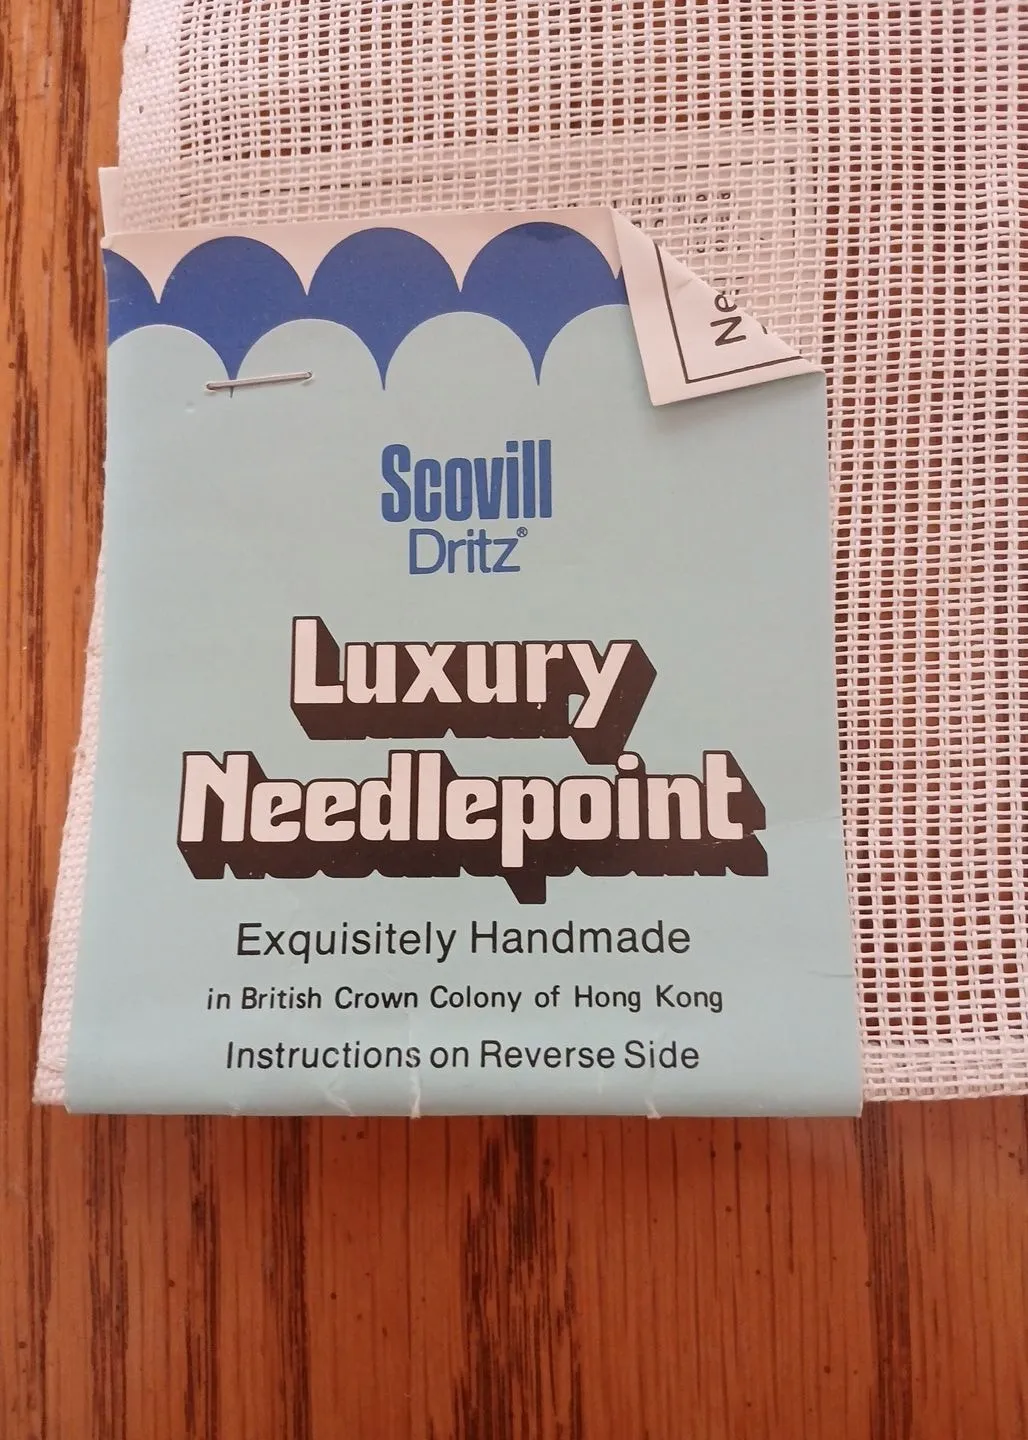 Scovill
Dritz®
Luxury
Needlepoint
Exquisitely Handmade
in British Crown Colony of Hong Kong
Instructions on Reverse Side